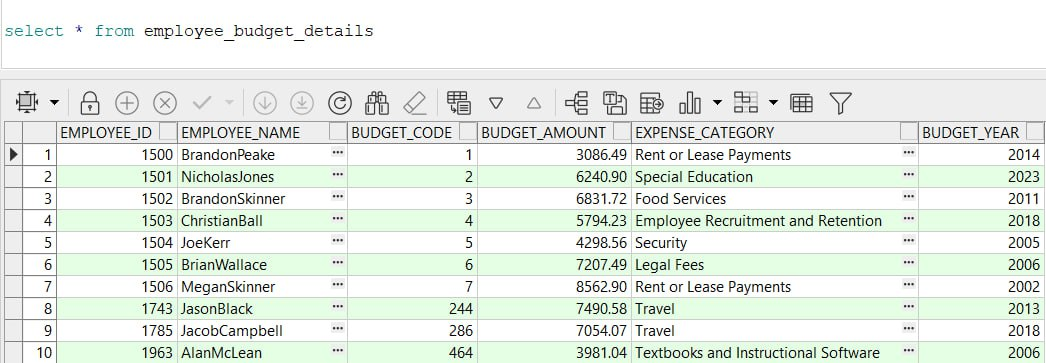 select * from employee_budget_details
EMPLOYEE_ID EMPLOYEE_NAME BUDGET_CODE BUDGET_AMOUNT EXPENSE_CATEGORY BUDGET_YEAR
1 1500 BrandonPeake ... 1 3086.49 Rent or Lease Payments ... 2014
2 1501 NicholasJones ... 2 6240.90 Special Education ... 2023
3 1502 BrandonSkinner ... 3 6831.72 Food Services ... 2011
4 1503 ChristianBall ... 4 5794.23 Employee Recruitment and Retention ... 2018
5 1504 JoeKerr ... 5 4298.56 Security ... 2005
6 1505 BrianWallace ... 6 7207.49 Legal Fees ... 2006
7 1506 MeganSkinner ... 7 8562.90 Rent or Lease Payments ... 2002
8 1743 JasonBlack ... 244 7490.58 Travel ... 2013
9 1785 JacobCampbell ... 286 7054.07 Travel ... 2018
10 1963 AlanMcLean ... 464 3981.04 Textbooks and Instructional Software ... 2006